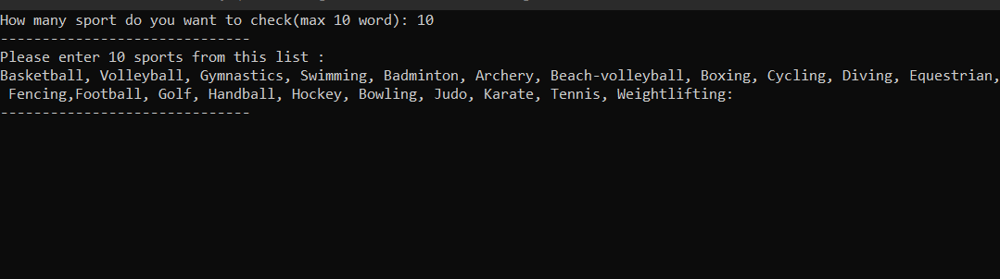 How many sport do you want to check(max 10 word): 10
------------------------------
Please enter 10 sports from this list :
Basketball, Volleyball, Gymnastics, Swimming, Badminton, Archery, Beach-volleyball, Boxing, Cycling, Diving, Equestrian,
 Fencing,Football, Golf, Handball, Hockey, Bowling, Judo, Karate, Tennis, Weightlifting:
------------------------------